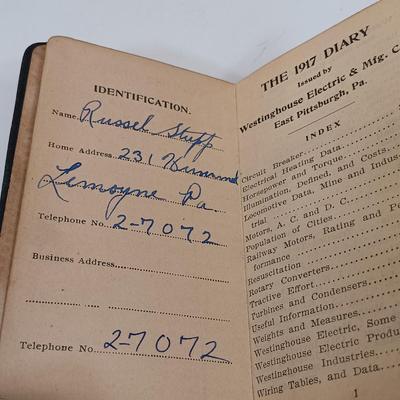 IDENTIFICATION.
Name Russel Stupp
Home Address 231 Hummel
Lemoyne Pa.
Telephone No. 2-7072
Business Address
Telephone No. 2-7072
THE 1917 DIARY
Issued by
Westinghouse Electric & Mfg. C
East Pittsburgh, Pa.
INDEX
Circuit Breaker
Electrical Heating Data
Horsepower and Torque
Illumination, Defined, and Costs
Locomotive Data, Mine and Indus-
trial
Motors, A. C. and D. C.
Population of Cities
Railway Motors, Rating and Pe
formance
Resuscitation
Rotary Converters
Tractive Effort
Turbines and Condensers
Useful Information
Weights and Measures
Westinghouse Electric, Some
Westinghouse Electric Produc
Westinghouse Industries
Wiring Tables, and Data
1